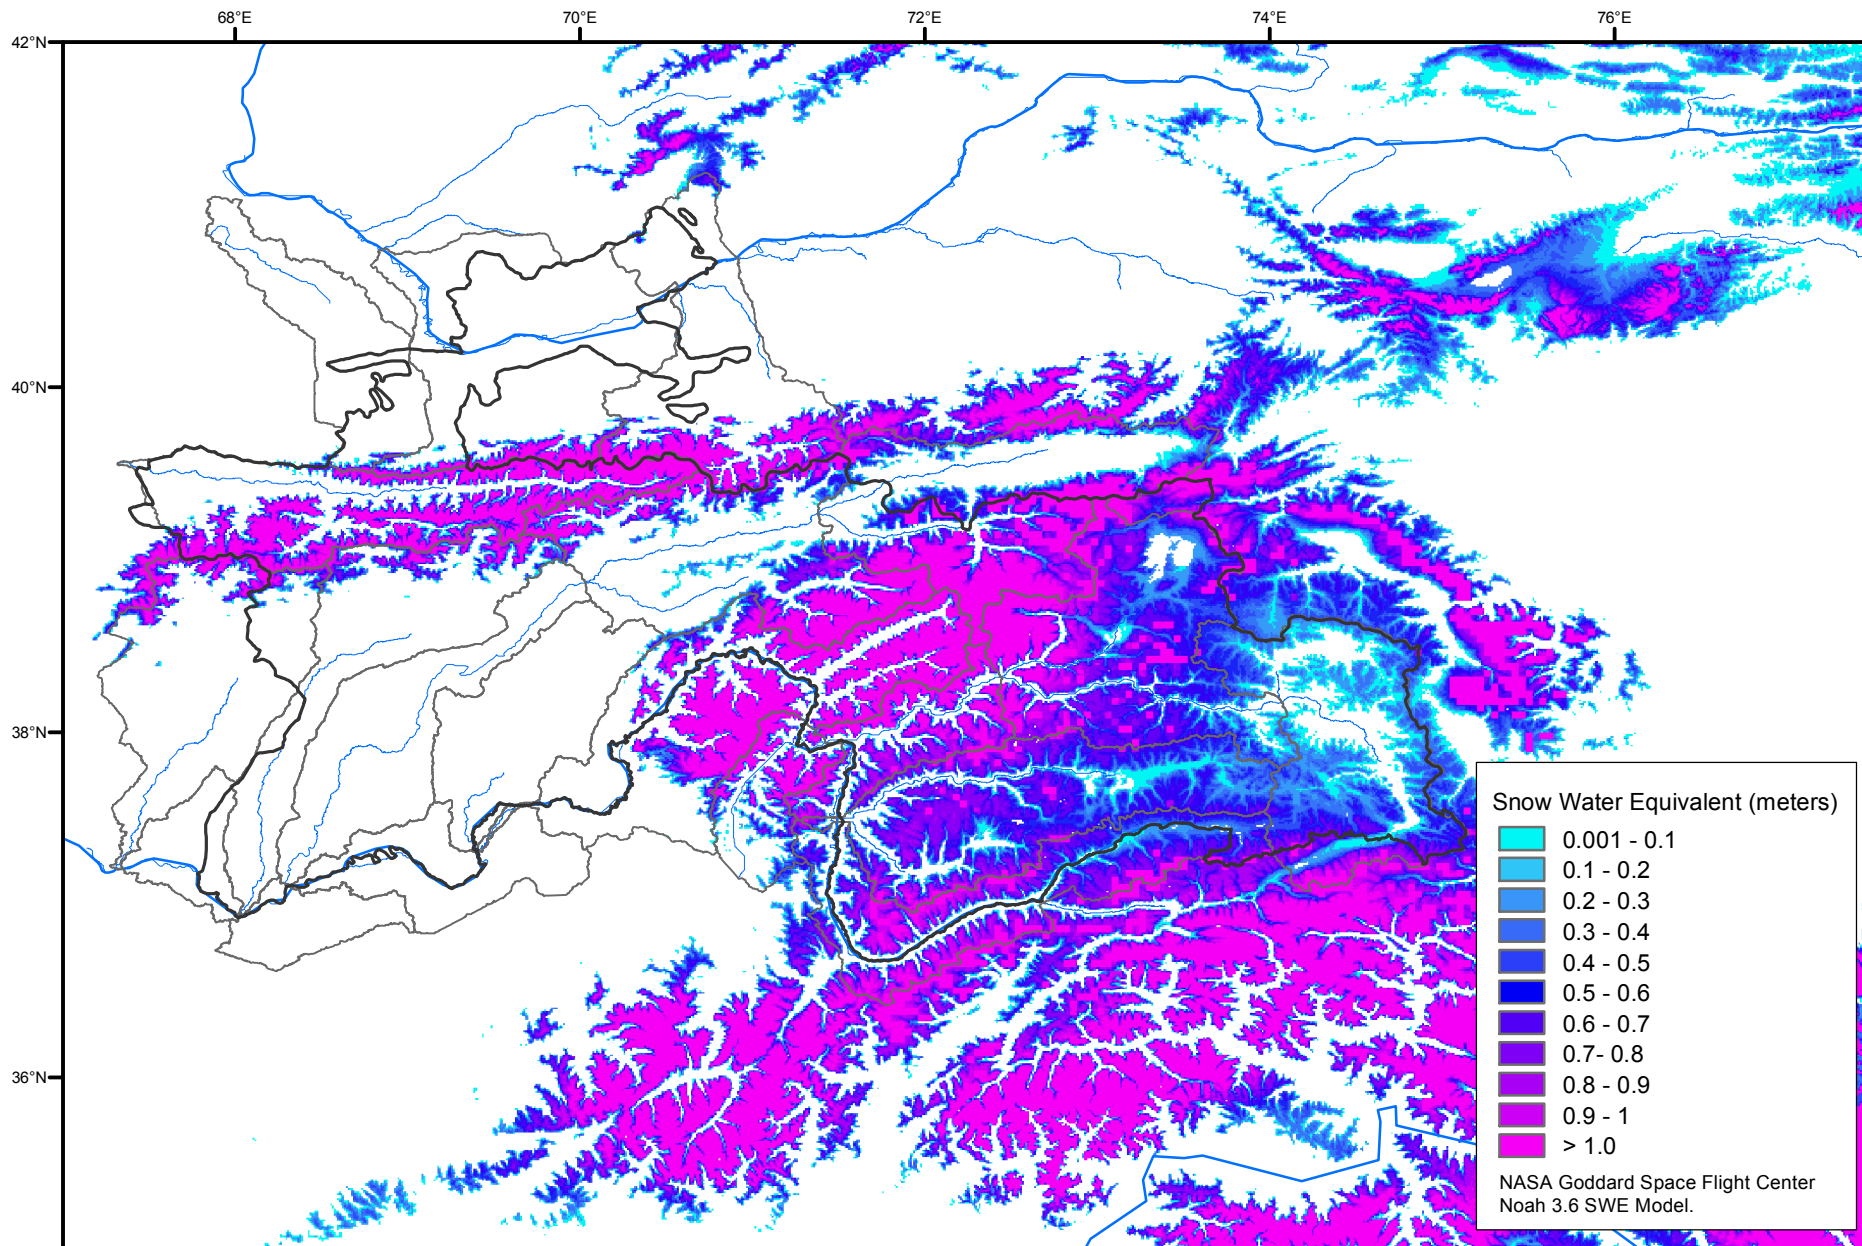 68°E
70°E
72°E
74°E
76°E
42°N
40°N
38°N
36°N
Snow Water Equivalent (meters)
0.001 - 0.1
0.1 - 0.2
0.2 - 0.3
0.3 - 0.4
0.4 - 0.5
0.5 - 0.6
0.6 - 0.7
0.7- 0.8
0.8 - 0.9
0.9 - 1
> 1.0
NASA Goddard Space Flight Center
Noah 3.6 SWE Model.